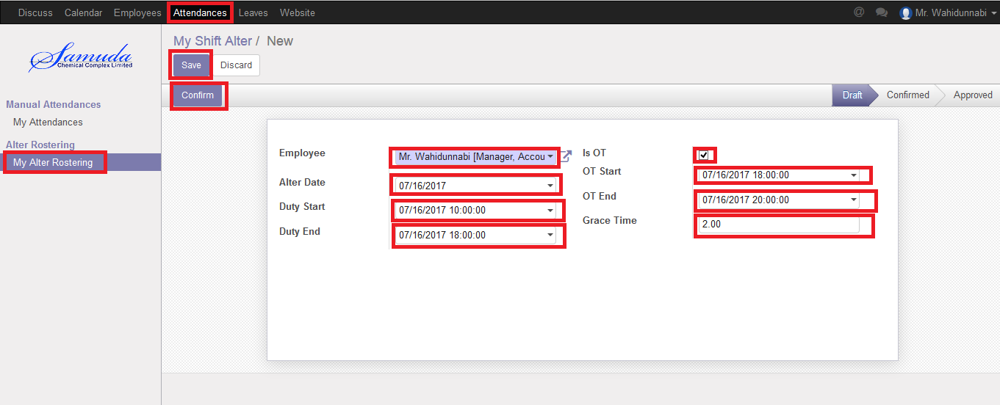 Discuss Calendar Employees Attendances Leaves Website @ Mr. Wahidunnabi
Samuda
Chemical Complex Limited
My Shift Alter / New
Save Discard
Confirm Draft Confirmed Approved
Manual Attendances
My Attendances
Alter Rostering
My Alter Rostering
Employee Mr. Wahidunnabi [Manager, Accou
Alter Date 07/16/2017
Duty Start 07/16/2017 10:00:00
Duty End 07/16/2017 18:00:00
Is OT
OT Start 07/16/2017 18:00:00
OT End 07/16/2017 20:00:00
Grace Time 2.00